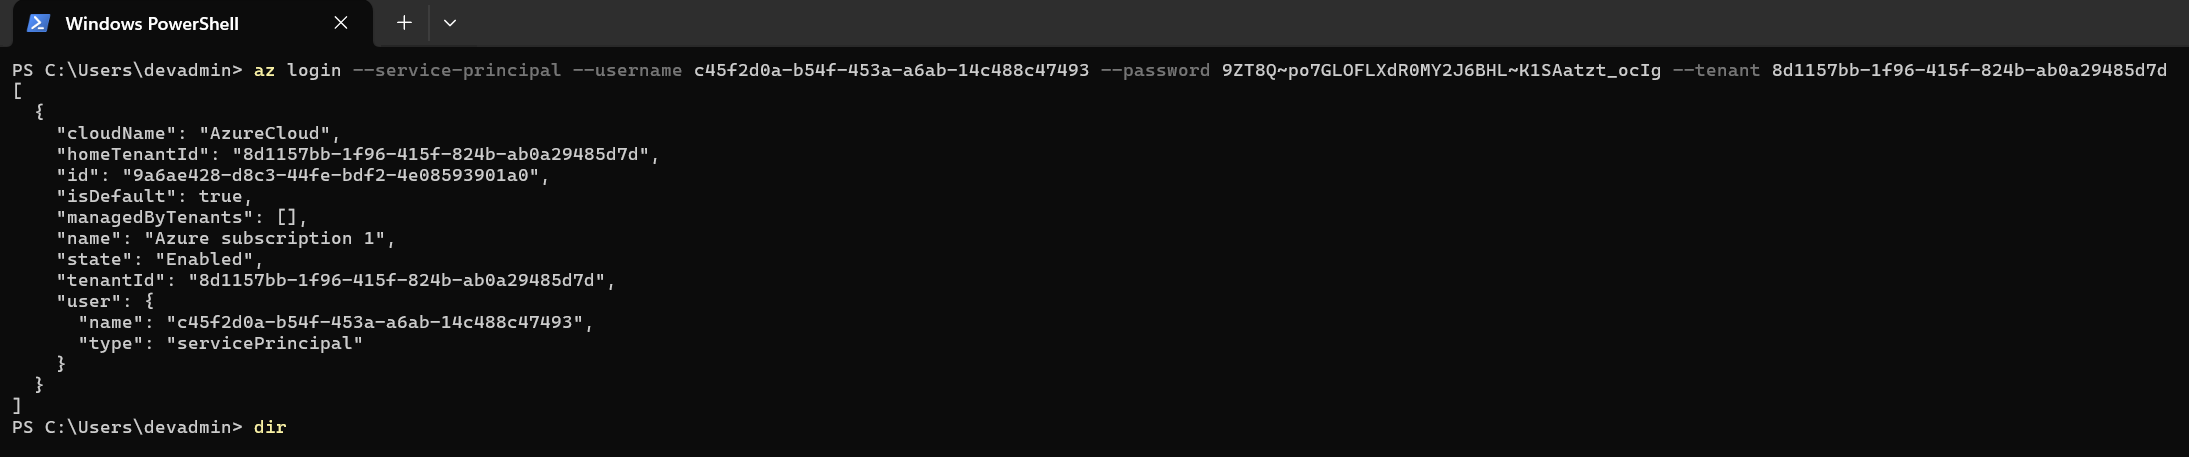 Windows PowerShell
PS C:\Users\devadmin> az login --service-principal --username c45f2d0a-b54f-453a-a6ab-14c488c47493 --password 9ZT8Q~po7GLOFLXdR0MY2J6BHL~K1SAatzt_ocIg --tenant 8d1157bb-1f96-415f-824b-ab0a29485d7d
[
  {
    "cloudName": "AzureCloud",
    "homeTenantId": "8d1157bb-1f96-415f-824b-ab0a29485d7d",
    "id": "9a6ae428-d8c3-44fe-bdf2-4e08593901a0",
    "isDefault": true,
    "managedByTenants": [],
    "name": "Azure subscription 1",
    "state": "Enabled",
    "tenantId": "8d1157bb-1f96-415f-824b-ab0a29485d7d",
    "user": {
      "name": "c45f2d0a-b54f-453a-a6ab-14c488c47493",
      "type": "servicePrincipal"
    }
  }
]
PS C:\Users\devadmin> dir